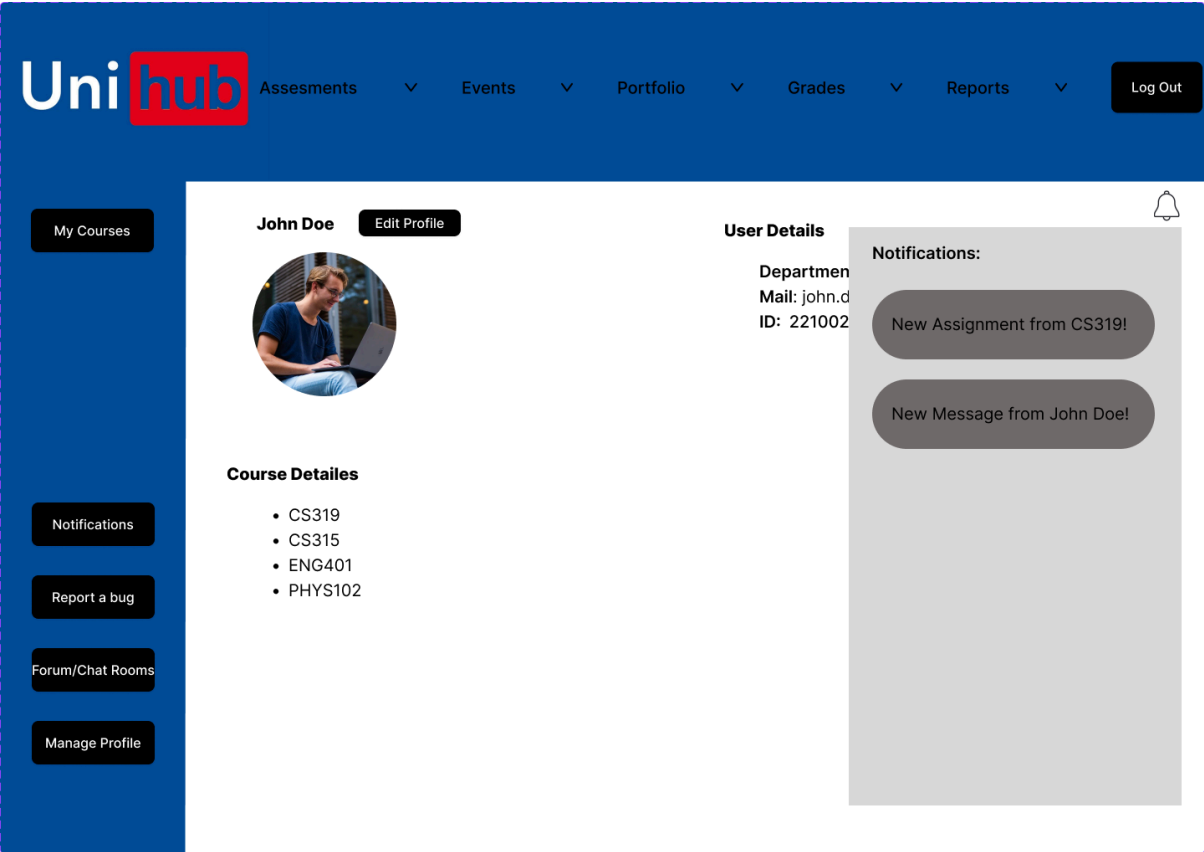 Uni hub
Assesments
Events
Portfolio
Grades
Reports
Log Out
My Courses
John Doe
Edit Profile
User Details
Departmen
Mail: john.d
ID: 221002
Notifications:
New Assignment from CS319!
New Message from John Doe!
Course Detailes
• CS319
• CS315
• ENG401
• PHYS102
Notifications
Report a bug
Forum/Chat Rooms
Manage Profile